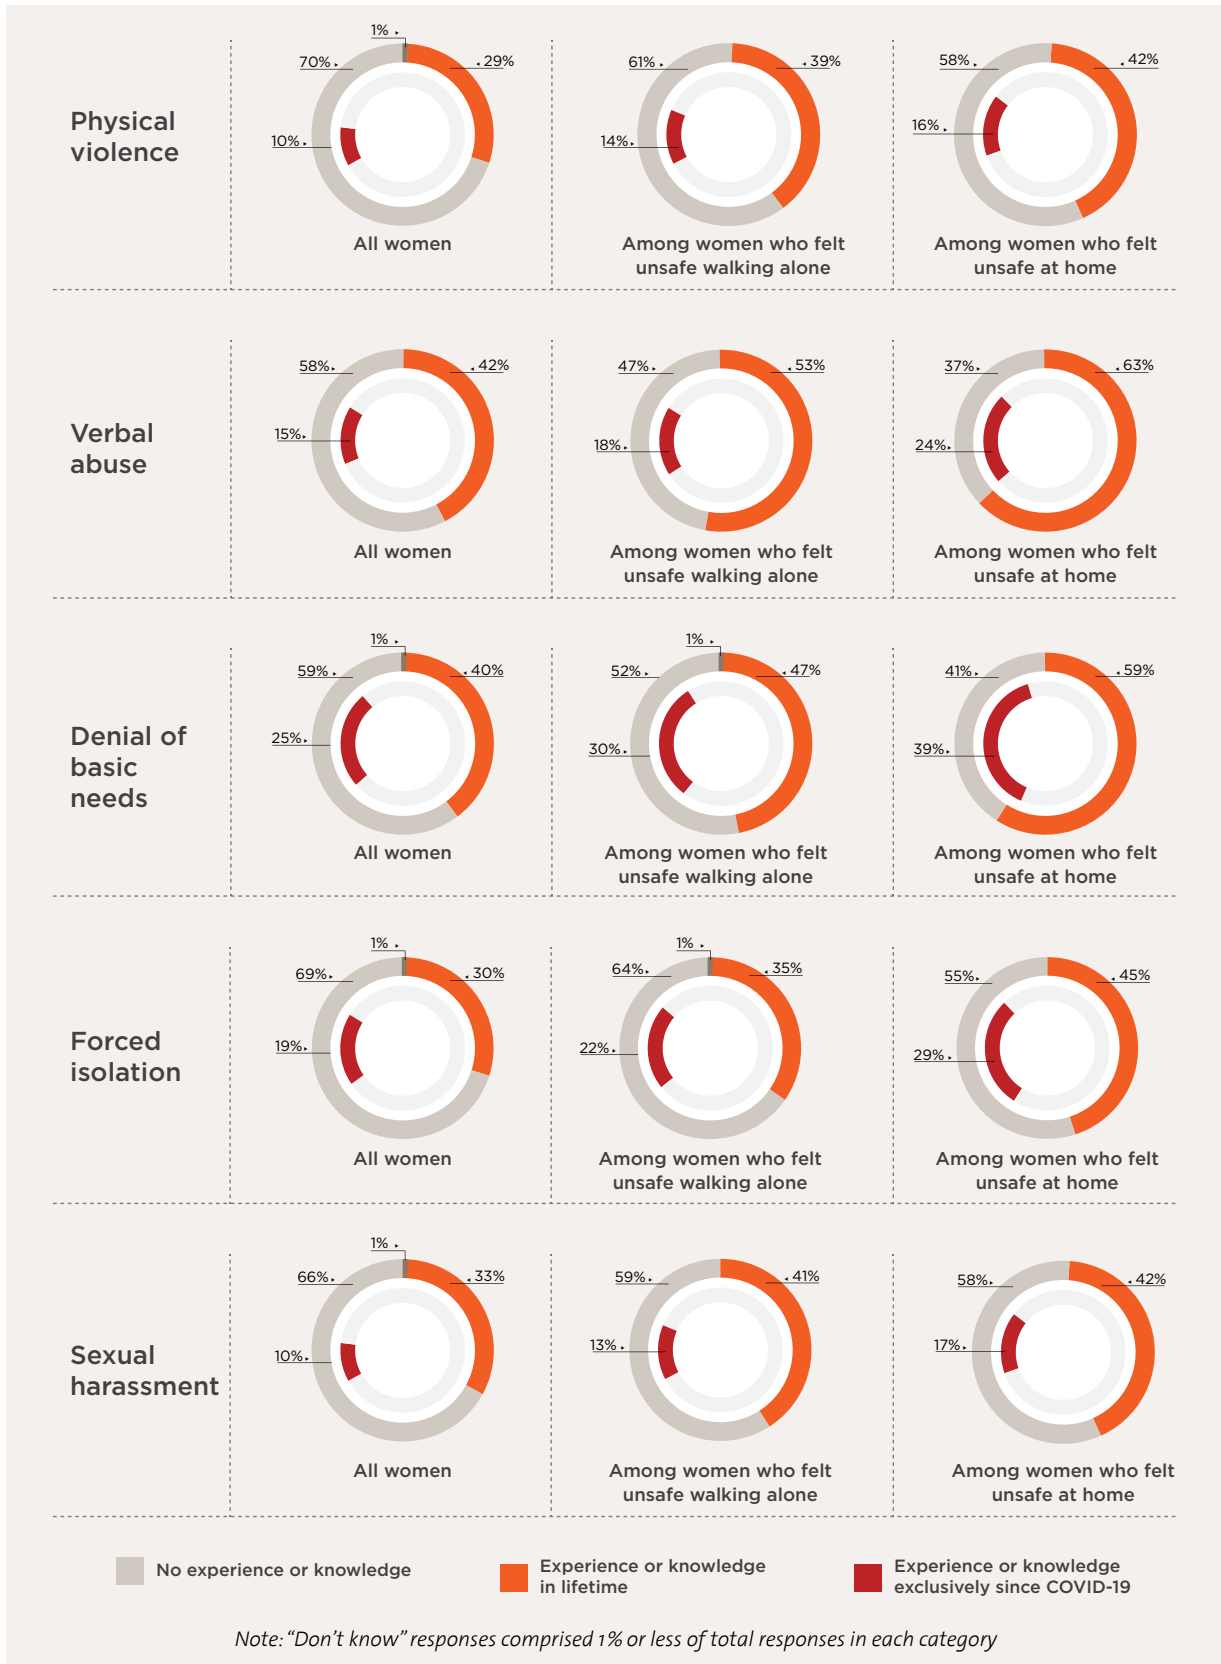 Physical
violence
1%
70%
29%
10%
All women
61%
39%
14%
Among women who felt
unsafe walking alone
58%
42%
16%
Among women who felt
unsafe at home
Verbal
abuse
58%
42%
15%
All women
47%
53%
18%
Among women who felt
unsafe walking alone
37%
63%
24%
Among women who felt
unsafe at home
Denial of
basic
needs
1%
59%
40%
25%
All women
1%
52%
47%
30%
Among women who felt
unsafe walking alone
41%
59%
39%
Among women who felt
unsafe at home
Forced
isolation
1%
69%
30%
19%
All women
1%
64%
35%
22%
Among women who felt
unsafe walking alone
55%
45%
29%
Among women who felt
unsafe at home
Sexual
harassment
1%
66%
33%
10%
All women
59%
41%
13%
Among women who felt
unsafe walking alone
58%
42%
17%
Among women who felt
unsafe at home
No experience or knowledge
Experience or knowledge
in lifetime
Experience or knowledge
exclusively since COVID-19
Note: “Don’t know” responses comprised 1% or less of total responses in each category